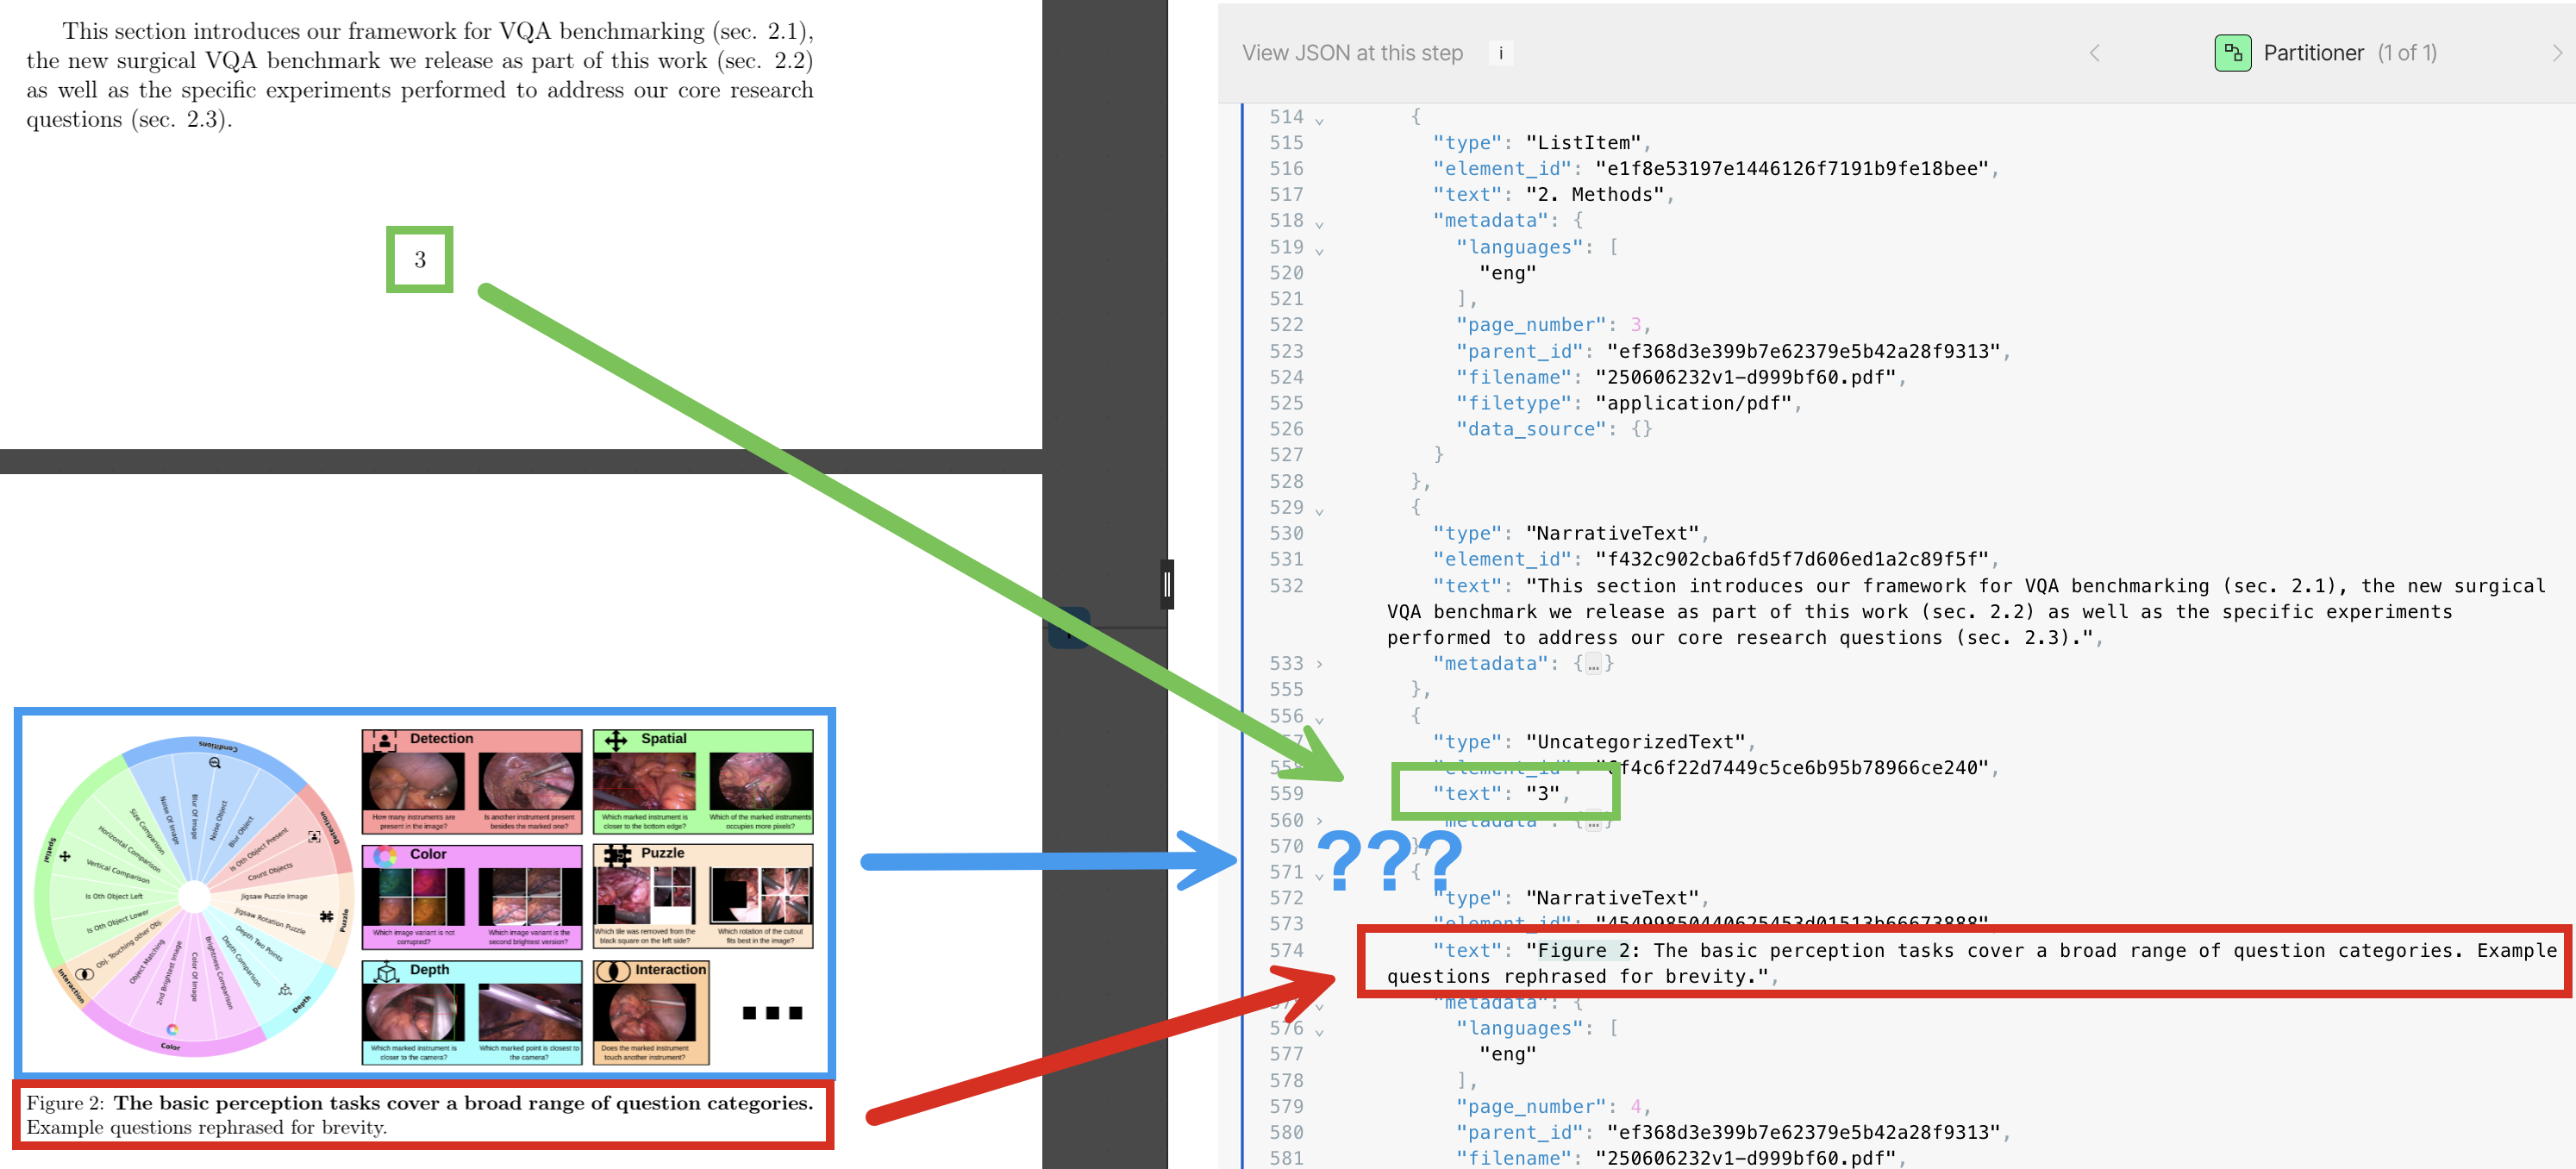 This section introduces our framework for VQA benchmarking (sec. 2.1),
the new surgical VQA benchmark we release as part of this work (sec. 2.2)
as well as the specific experiments performed to address our core research
questions (sec. 2.3).
3
Conditions
Detection
Puzzle
Depth
Color
Interaction
Spatial
Noise Of Image
Blur Of Image
Noise Object
Blur Object
Is Oth Object Present
Count Objects
Jigsaw Puzzle Image
Jigsaw Rotation Puzzle
Depth Two Points
Depth Comparison
Brightness Comparison
Color Of Image
2nd Brightest Image
Object Matching
Obj. Touching other Obj.
Is Oth Object Lower
Is Oth Object Left
Vertical Comparison
Horizontal Comparison
Size Comparison
Detection
How many instruments are
present in the image?
Is another instrument present
besides the marked one?
Spatial
Which marked instrument is
closer to the bottom edge?
Which of the marked instruments
occupies more pixels?
Color
Which image variant is not
corrupted?
Which image variant is the
second brightest version?
Puzzle
Which tile was removed from the
black square on the left side?
Which rotation of the cutout
fits best in the image?
Depth
Which marked instrument is
closer to the camera?
Which marked point is closest to
the camera?
Interaction
Does the marked instrument
touch another instrument?
Figure 2: The basic perception tasks cover a broad range of question categories.
Example questions rephrased for brevity.
View JSON at this step i
Partitioner (1 of 1)
514 {
515 "type": "ListItem",
516 "element_id": "e1f8e53197e1446126f7191b9fe18bee",
517 "text": "2. Methods",
518 "metadata": {
519 "languages": [
520 "eng"
521 ],
522 "page_number": 3,
523 "parent_id": "ef368d3e399b7e62379e5b42a28f9313",
524 "filename": "250606232v1-d999bf60.pdf",
525 "filetype": "application/pdf",
526 "data_source": {}
527 }
528 },
529 {
530 "type": "NarrativeText",
531 "element_id": "f432c902cba6fd5f7d606ed1a2c89f5f",
532 "text": "This section introduces our framework for VQA benchmarking (sec. 2.1), the new surgical
VQA benchmark we release as part of this work (sec. 2.2) as well as the specific experiments
performed to address our core research questions (sec. 2.3).",
533 "metadata": {…}
555 },
556 {
"type": "UncategorizedText",
"element_id":
559 "text": "3",
560 "metadata": {…}
???
570 },
571 {
572 "type": "NarrativeText",
573 "element_id": "45499850440625453d01513b66673888",
574 "text": "Figure 2: The basic perception tasks cover a broad range of question categories. Example
questions rephrased for brevity.",
"metadata": {
576 "languages": [
577 "eng"
578 ],
579 "page_number": 4,
580 "parent_id": "ef368d3e399b7e62379e5b42a28f9313",
581 "filename": "250606232v1-d999bf60.pdf",